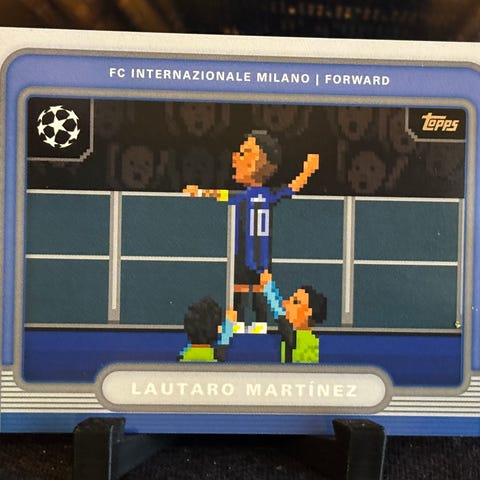 FC INTERNAZIONALE MILANO | FORWARD
Topps
10
LAUTARO MARTÍNEZ